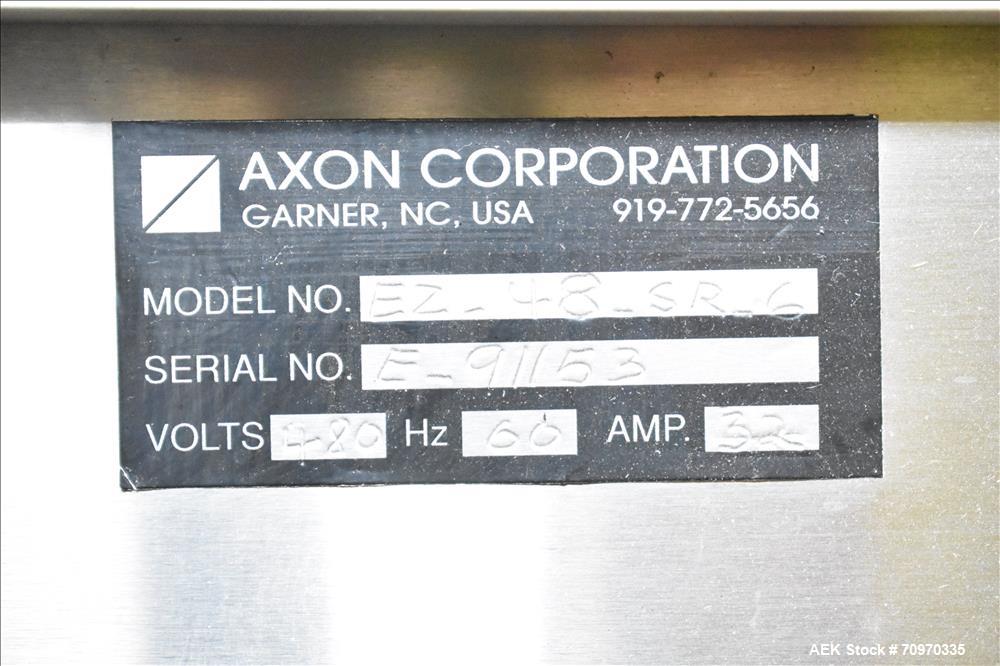 AXON CORPORATION
GARNER, NC, USA 919-772-5656
MODEL NO. EZ-48-SR-6
SERIAL NO. E-91153
VOLTS 480 Hz 60 AMP. 32
AEK Stock # 70970335